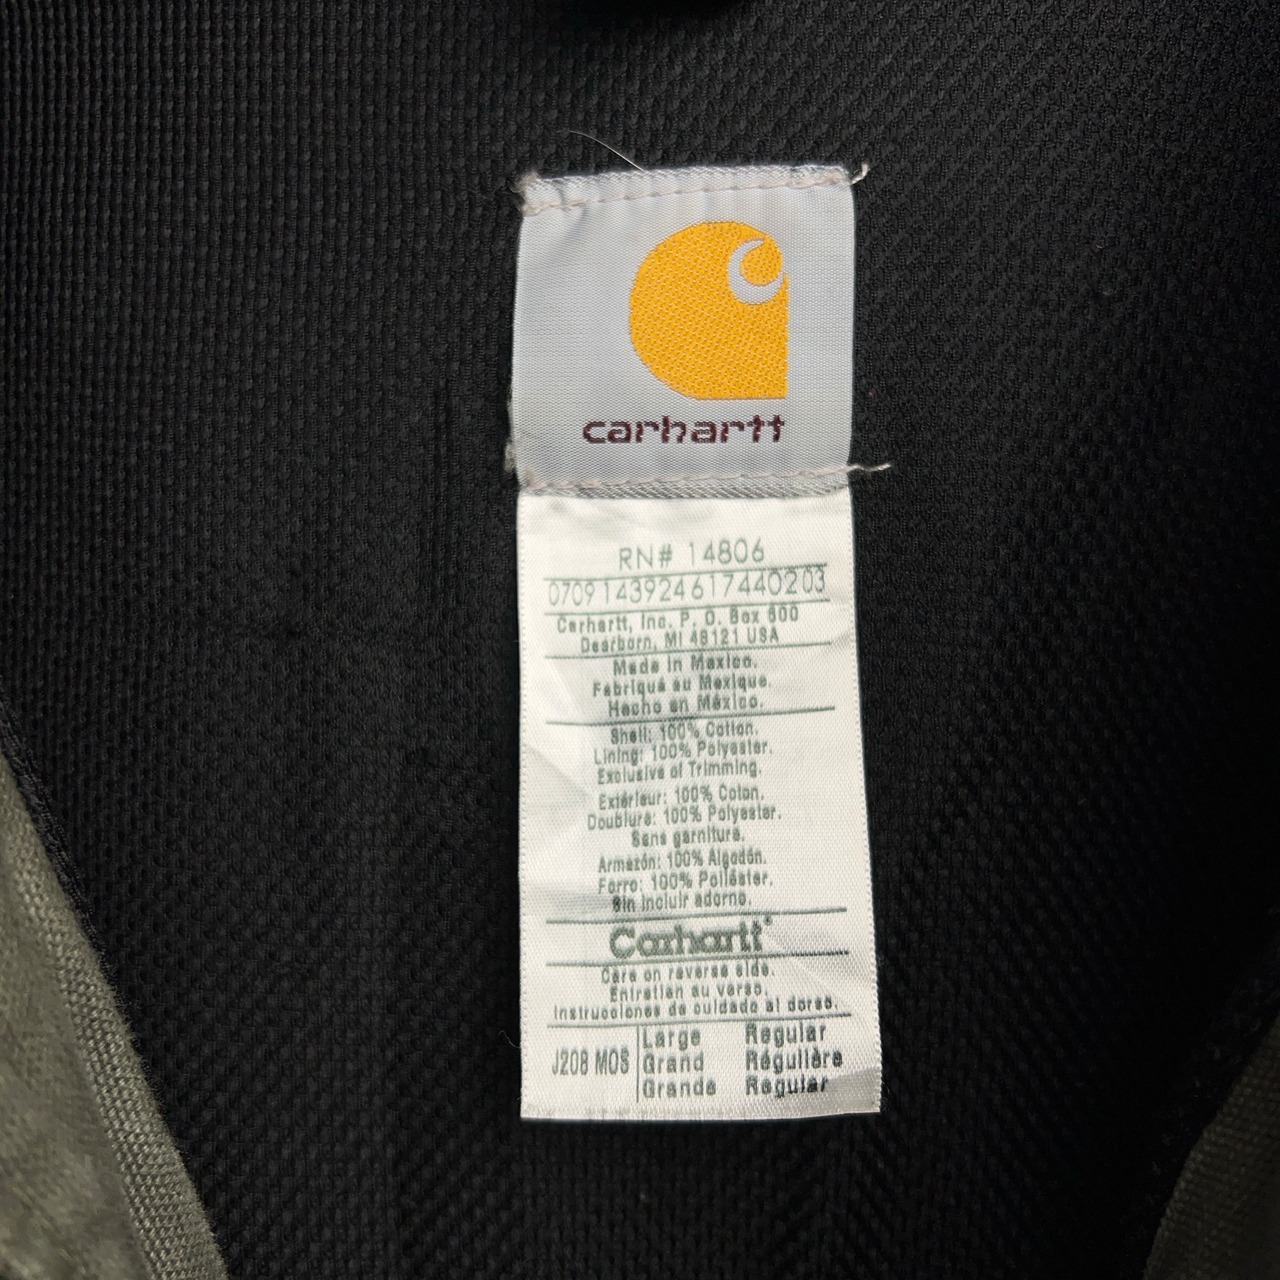 carhartt
RN# 14806
0709143924617440203
Carhartt, Inc. P. O. Box 600
Dearborn, MI 48121 USA
Made in Mexico.
Fabriqué au Mexique.
Hecho en México.
Shell: 100% Cotton.
Lining: 100% Polyester.
Exclusive of Trimming.
Extérieur: 100% Coton.
Doublure: 100% Polyester.
Sans garniture.
Armazón: 100% Algodón.
Forro: 100% Poliéster.
Sin incluir adorno.
Carhartt®
Care on reverse side.
Entretien au verso.
Instrucciones de cuidado al dorso.
J208 MOS
Large Regular
Grand Régulière
Grande Regular